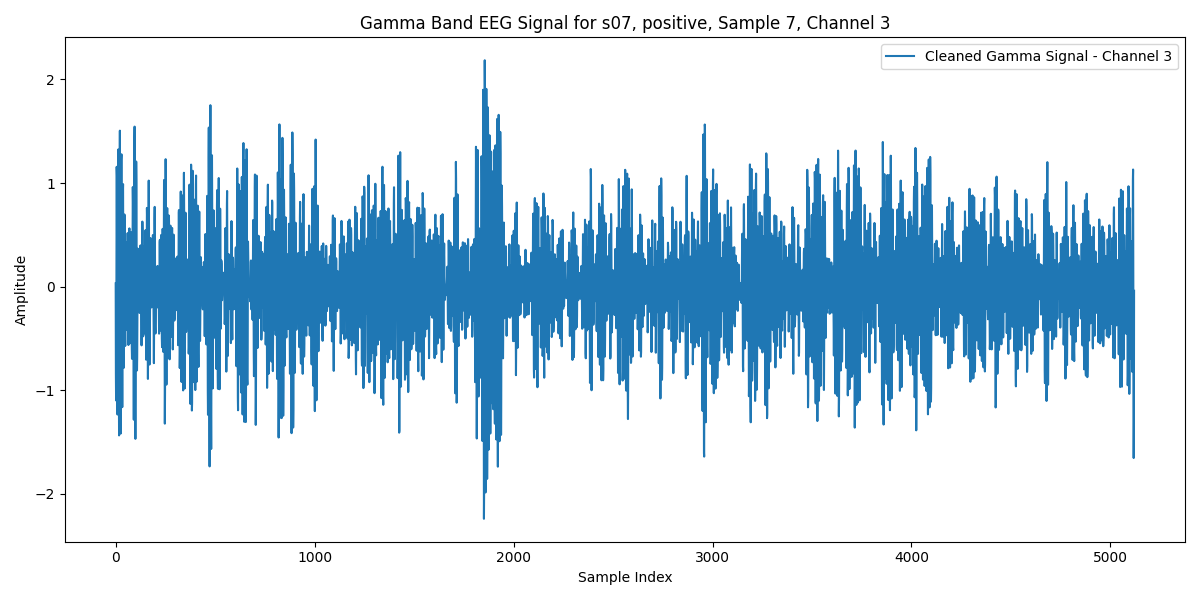 Gamma Band EEG Signal for s07, positive, Sample 7, Channel 3
Cleaned Gamma Signal - Channel 3
Amplitude
2
1
0
−1
−2
0 1000 2000 3000 4000 5000
Sample Index